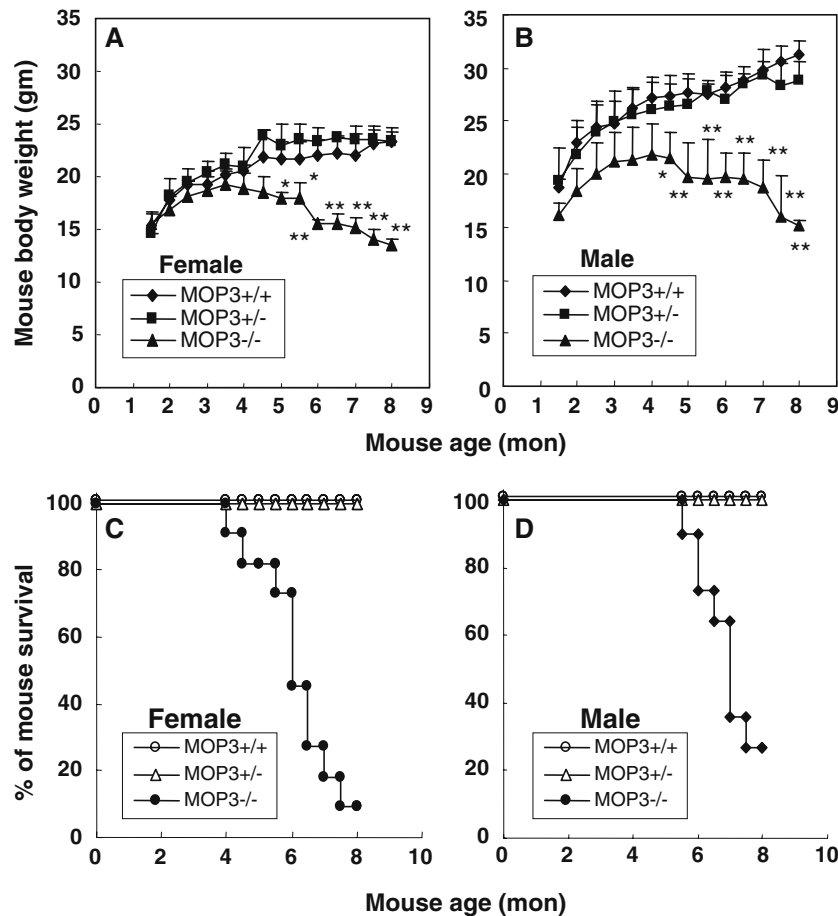 A
Mouse body weight (gm)
35
30
25
20
15
10
5
0
* *
** **
** ** **
Female
MOP3+/+
MOP3+/-
MOP3-/-
0 1 2 3 4 5 6 7 8 9
B
35
30
25
20
15
10
5
0
** ** **
* ** ** **
**
Male
MOP3+/+
MOP3+/-
MOP3-/-
0 1 2 3 4 5 6 7 8 9
Mouse age (mon)
C
% of mouse survival
100
80
60
40
20
0
Female
MOP3+/+
MOP3+/-
MOP3-/-
0 2 4 6 8 10
D
100
80
60
40
20
0
Male
MOP3+/+
MOP3+/-
MOP3-/-
0 2 4 6 8 10
Mouse age (mon)